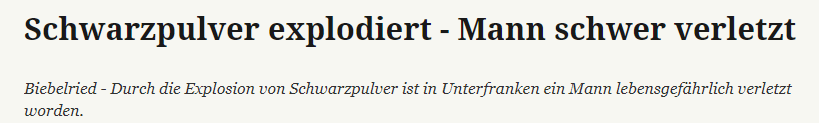 Schwarzpulver explodiert - Mann schwer verletzt
Biebelried - Durch die Explosion von Schwarzpulver ist in Unterfranken ein Mann lebensgefährlich verletzt
worden.